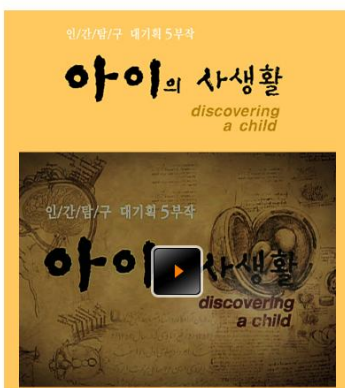 인/간/탐/구 대기획 5부작
아이의 사생활
discovering
a child
인/간/탐/구 대기획 5부작
아이 사생활
discovering
a child